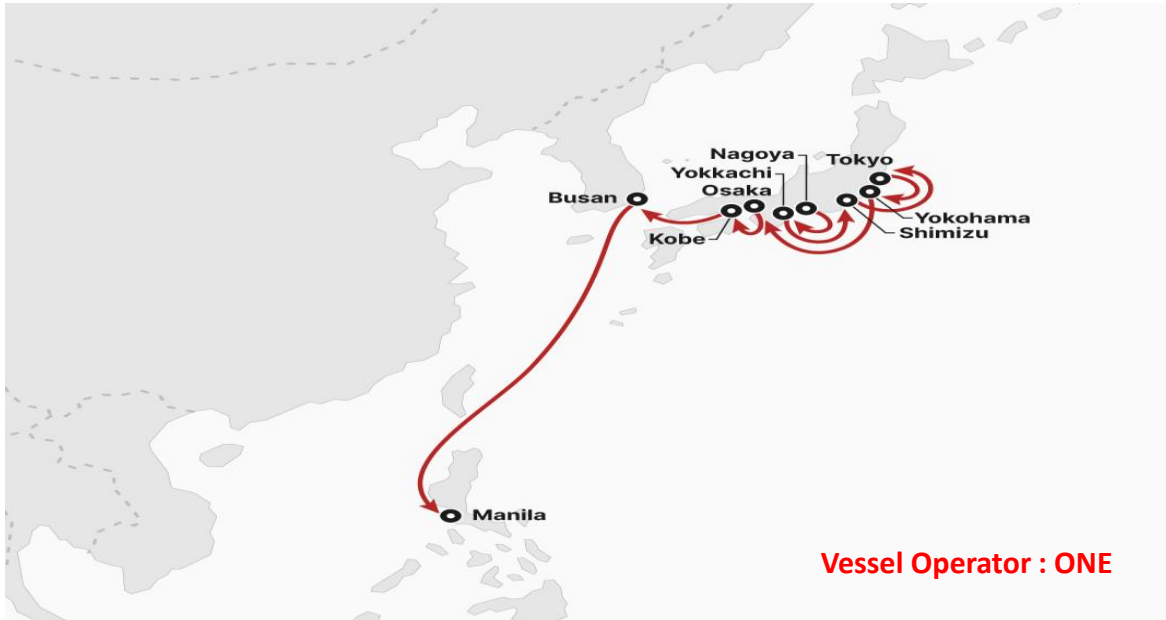 Nagoya
Tokyo
Yokkachi
Osaka
Busan
Yokohama
Kobe
Shimizu
Manila
Vessel Operator : ONE